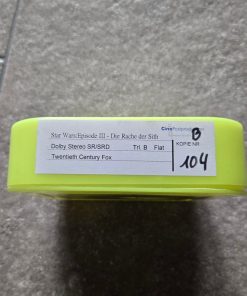 Star Wars:Episode III - Die Rache der Sith
B
Dolby Stereo SR/SRD Trl. B Flat
KOPIE NR
Twentieth Century Fox
104